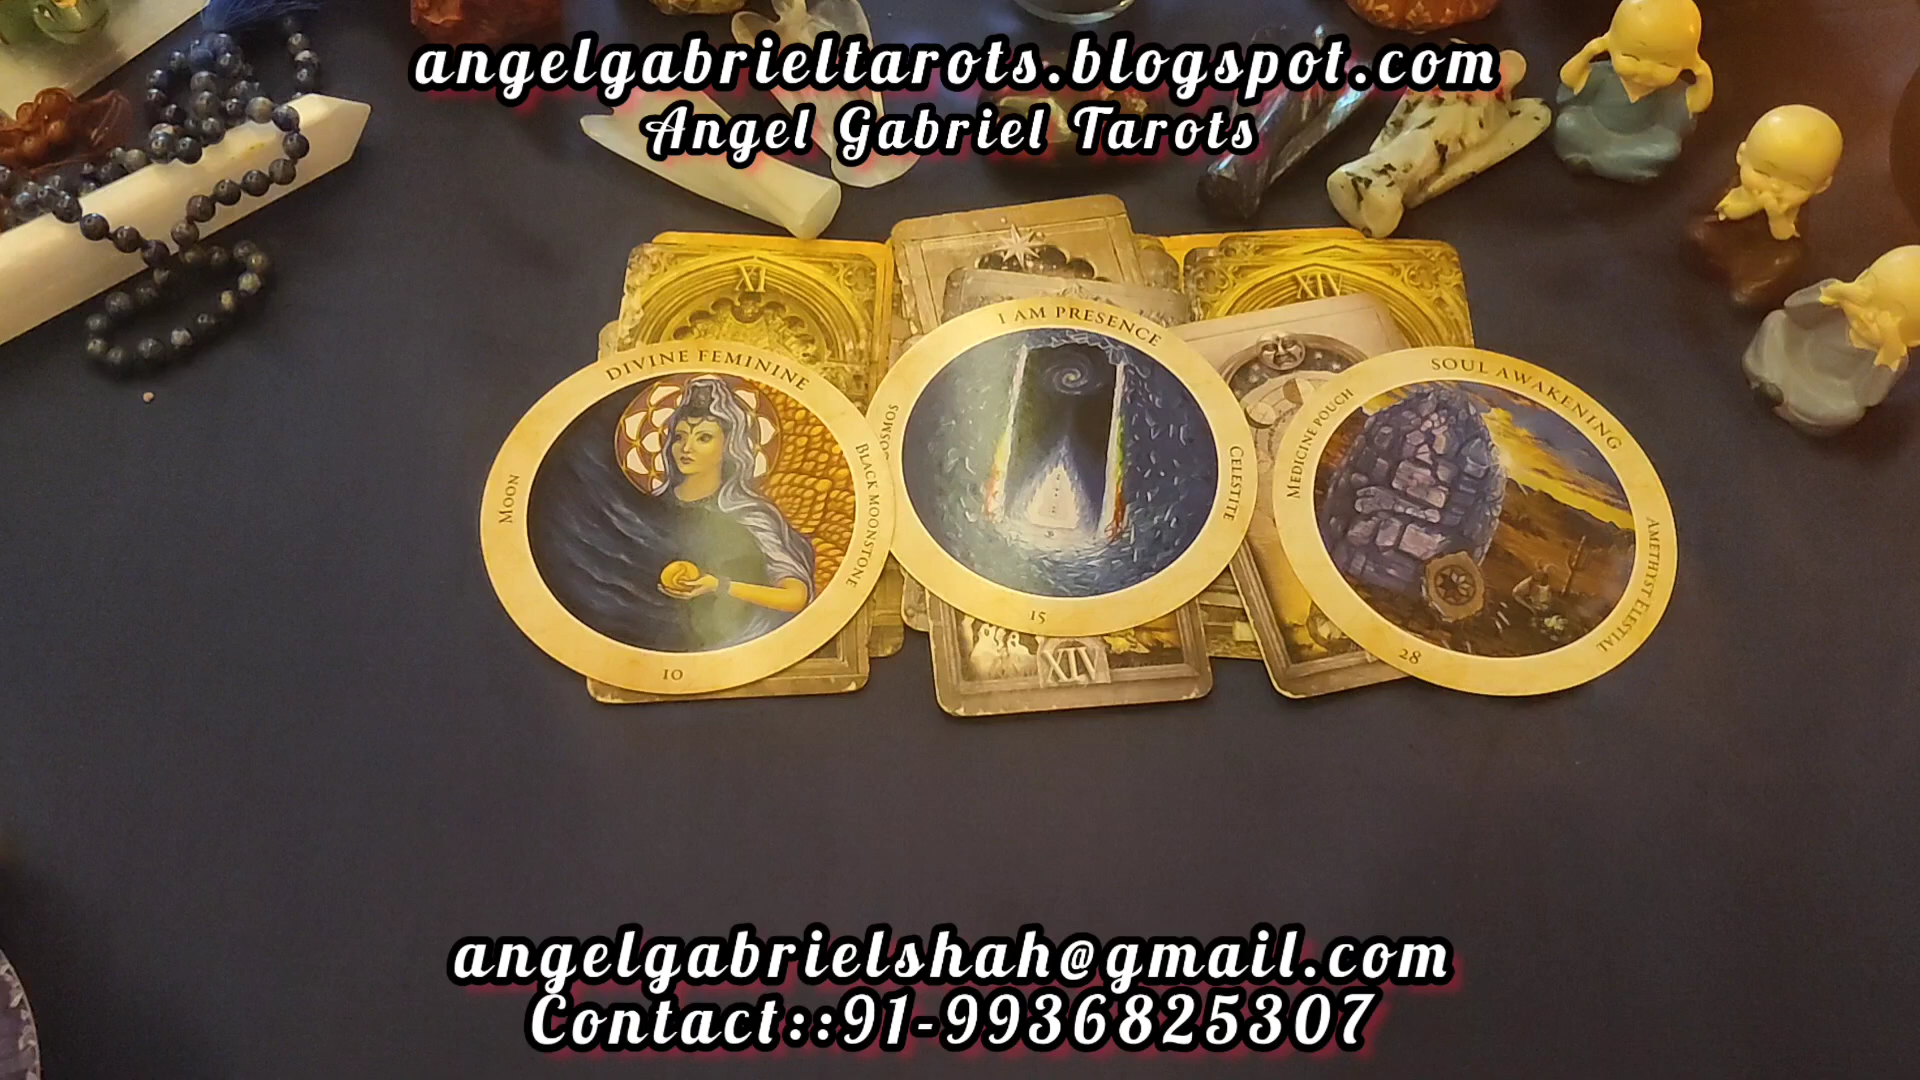 angelgabrieltarots.blogspot.com
Angel Gabriel Tarots
XI
XIV
DIVINE FEMININE
MOON
BLACK MOONSTONE
10
I AM PRESENCE
COSMOS
CELESTITE
15
XIV
SOUL AWAKENING
MEDICINE POUCH
AMETHYST ELESTIAL
28
angelgabrielshah@gmail.com
Contact::91-9936825307